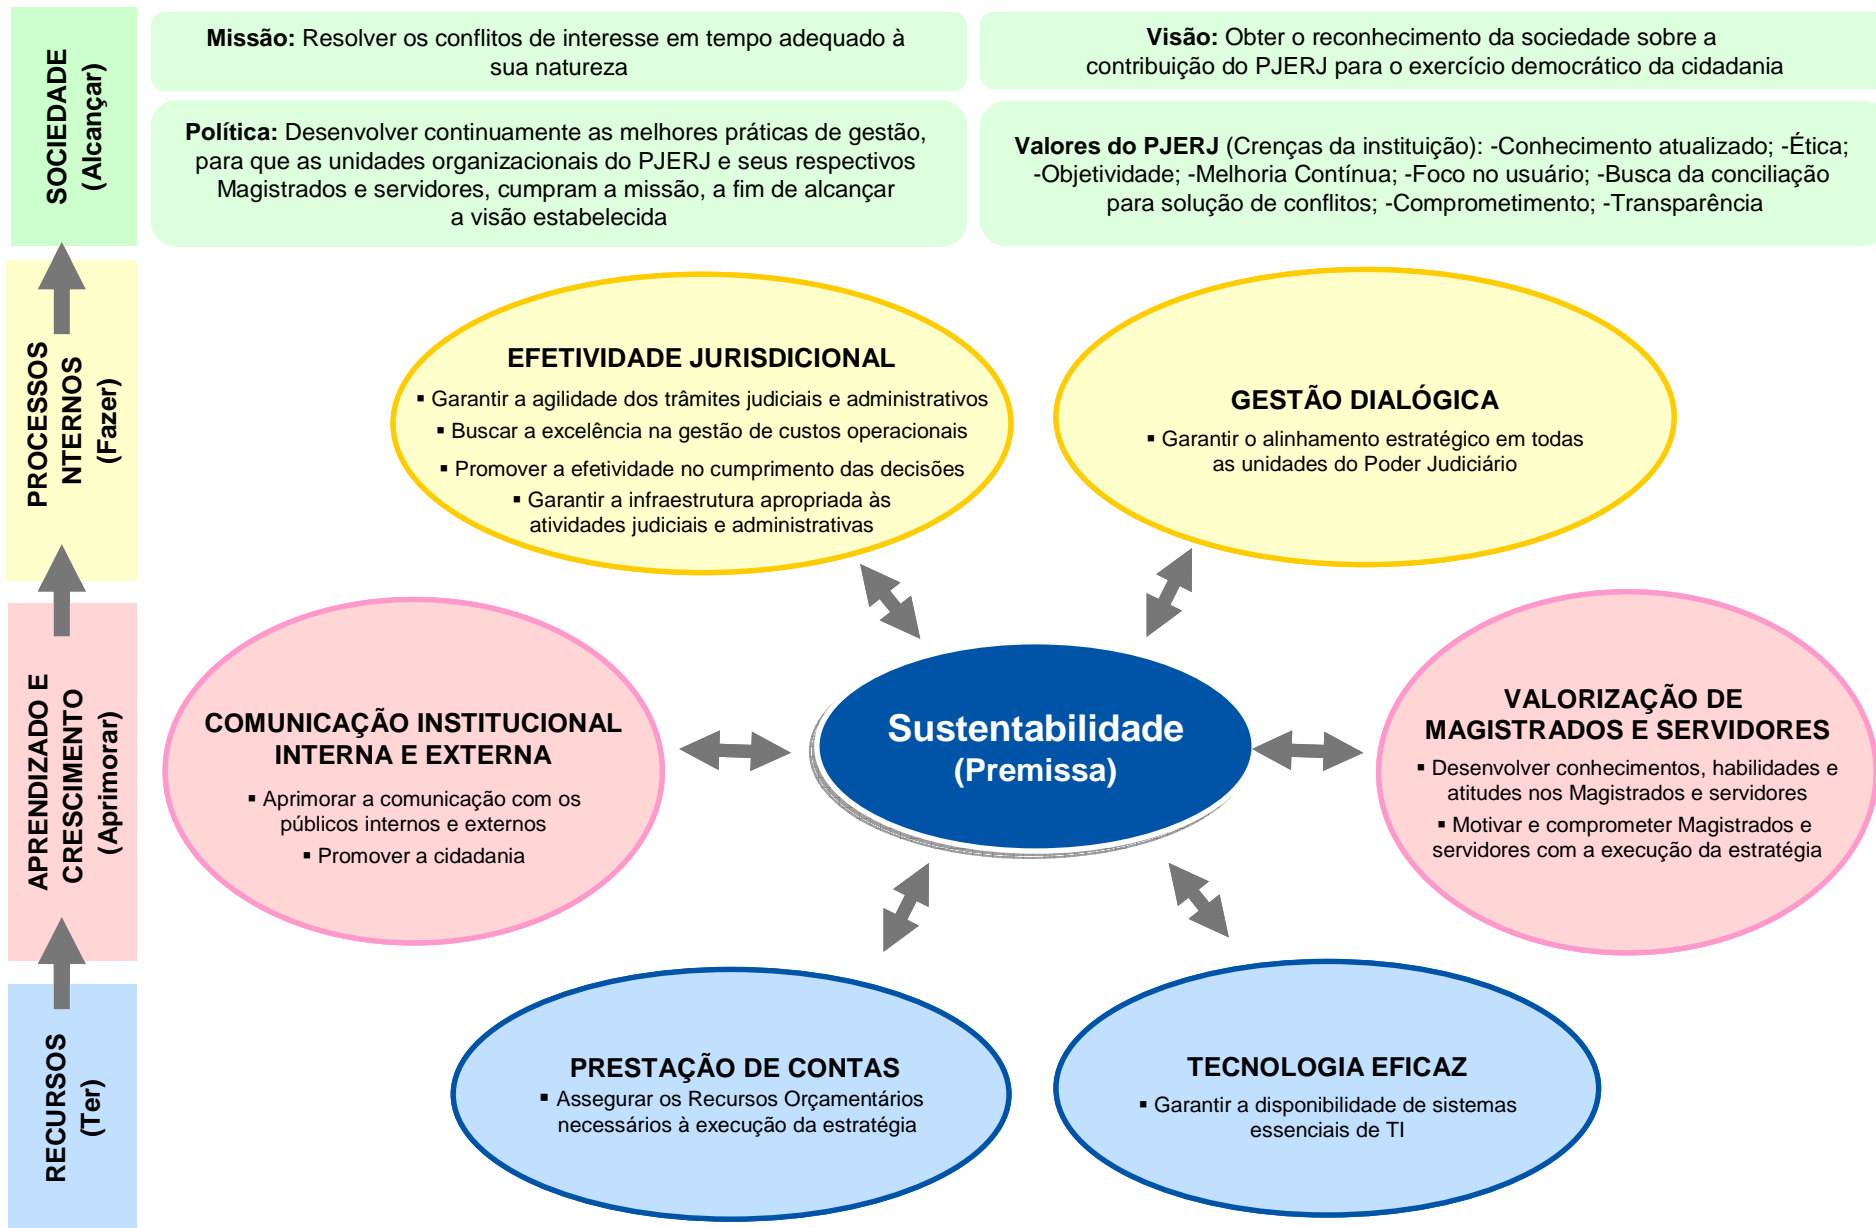 SOCIEDADE
(Alcançar)
Missão: Resolver os conflitos de interesse em tempo adequado à
sua natureza
Visão: Obter o reconhecimento da sociedade sobre a
contribuição do PJERJ para o exercício democrático da cidadania
Política: Desenvolver continuamente as melhores práticas de gestão,
para que as unidades organizacionais do PJERJ e seus respectivos
Magistrados e servidores, cumpram a missão, a fim de alcançar
a visão estabelecida
Valores do PJERJ (Crenças da instituição): -Conhecimento atualizado; -Ética;
-Objetividade; -Melhoria Contínua; -Foco no usuário; -Busca da conciliação
para solução de conflitos; -Comprometimento; -Transparência
PROCESSOS
NTERNOS
(Fazer)
EFETIVIDADE JURISDICIONAL
▪ Garantir a agilidade dos trâmites judiciais e administrativos
▪ Buscar a excelência na gestão de custos operacionais
▪ Promover a efetividade no cumprimento das decisões
▪ Garantir a infraestrutura apropriada às
atividades judiciais e administrativas
GESTÃO DIALÓGICA
▪ Garantir o alinhamento estratégico em todas
as unidades do Poder Judiciário
APRENDIZADO E
CRESCIMENTO
(Aprimorar)
COMUNICAÇÃO INSTITUCIONAL
INTERNA E EXTERNA
▪ Aprimorar a comunicação com os
públicos internos e externos
▪ Promover a cidadania
Sustentabilidade
(Premissa)
VALORIZAÇÃO DE
MAGISTRADOS E SERVIDORES
▪ Desenvolver conhecimentos, habilidades e
atitudes nos Magistrados e servidores
▪ Motivar e comprometer Magistrados e
servidores com a execução da estratégia
RECURSOS
(Ter)
PRESTAÇÃO DE CONTAS
▪ Assegurar os Recursos Orçamentários
necessários à execução da estratégia
TECNOLOGIA EFICAZ
▪ Garantir a disponibilidade de sistemas
essenciais de TI